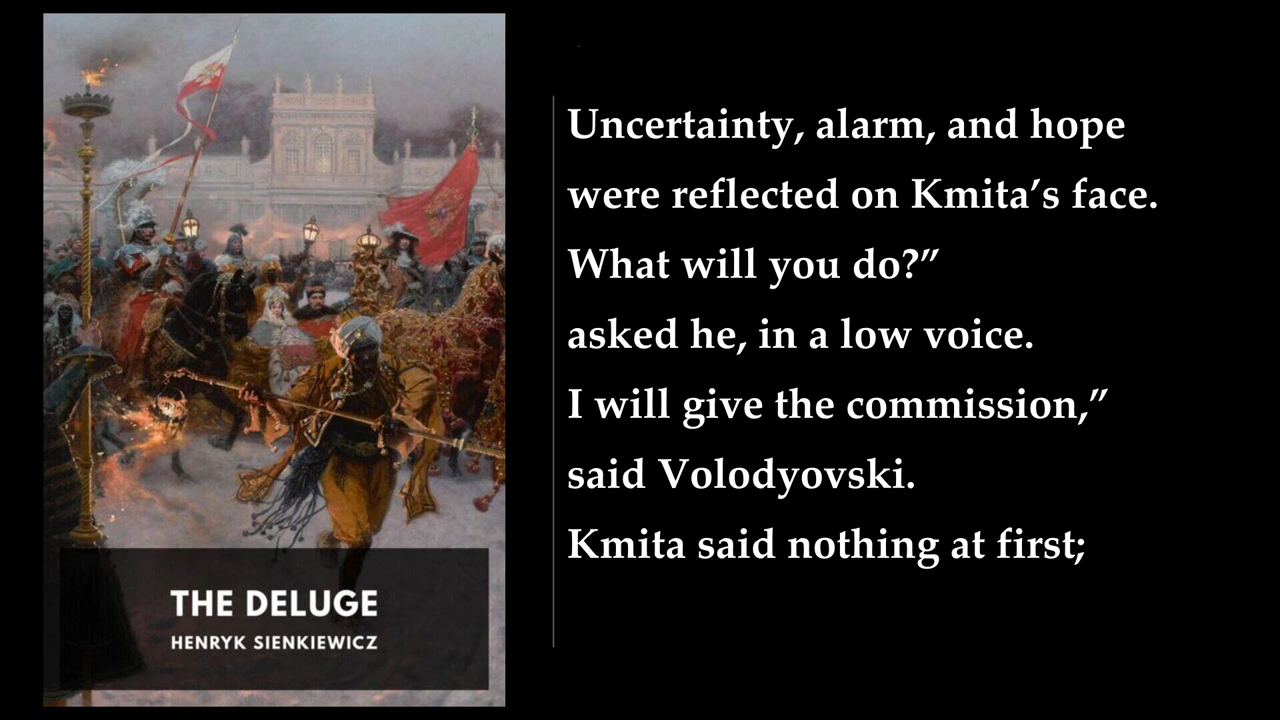 Uncertainty, alarm, and hope
were reflected on Kmita’s face.
What will you do?”
asked he, in a low voice.
I will give the commission,”
said Volodyovski.
Kmita said nothing at first;
THE DELUGE
HENRYK SIENKIEWICZ